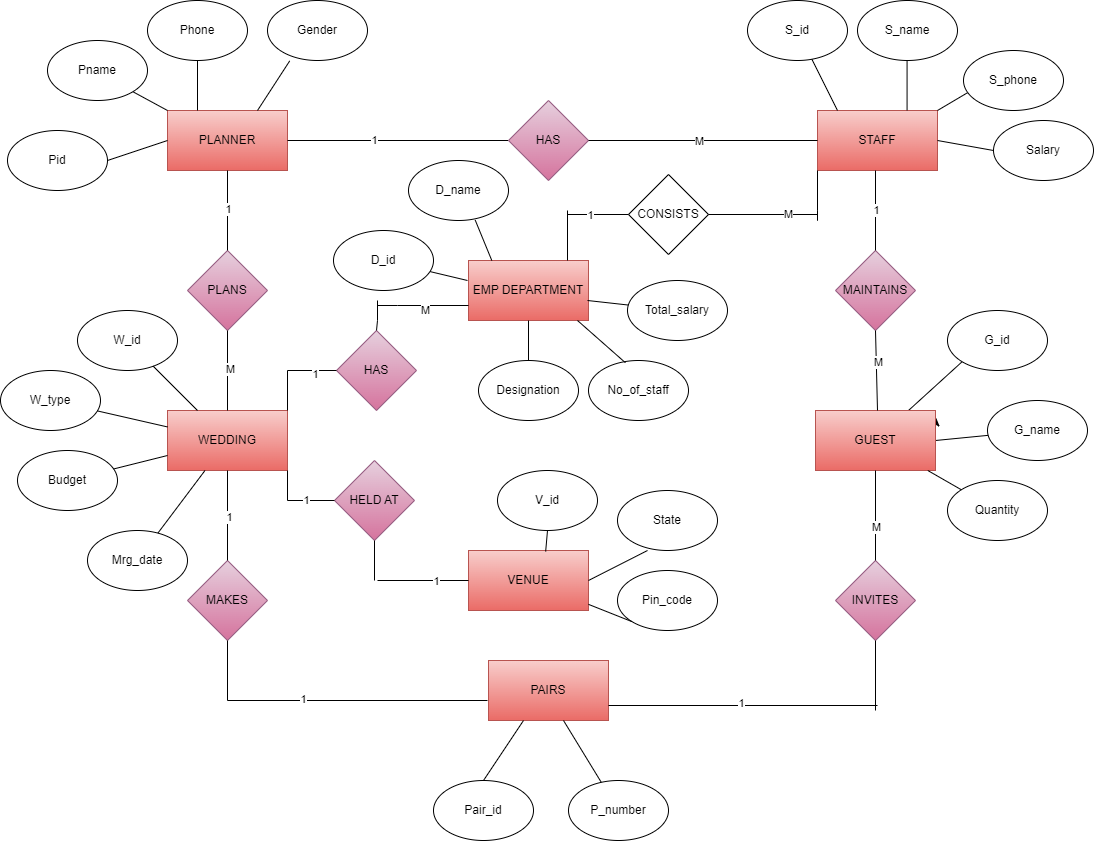 Phone
Gender
S_id
S_name
Pname
S_phone
PLANNER
1
HAS
M
STAFF
Pid
Salary
D_name
1
1
CONSISTS
M
1
D_id
PLANS
EMP DEPARTMENT
MAINTAINS
M
Total_salary
W_id
G_id
M
1
HAS
M
Designation
No_of_staff
W_type
WEDDING
GUEST
G_name
Budget
1
HELD AT
V_id
Quantity
1
State
M
Mrg_date
1
VENUE
MAKES
Pin_code
INVITES
PAIRS
1
1
Pair_id
P_number